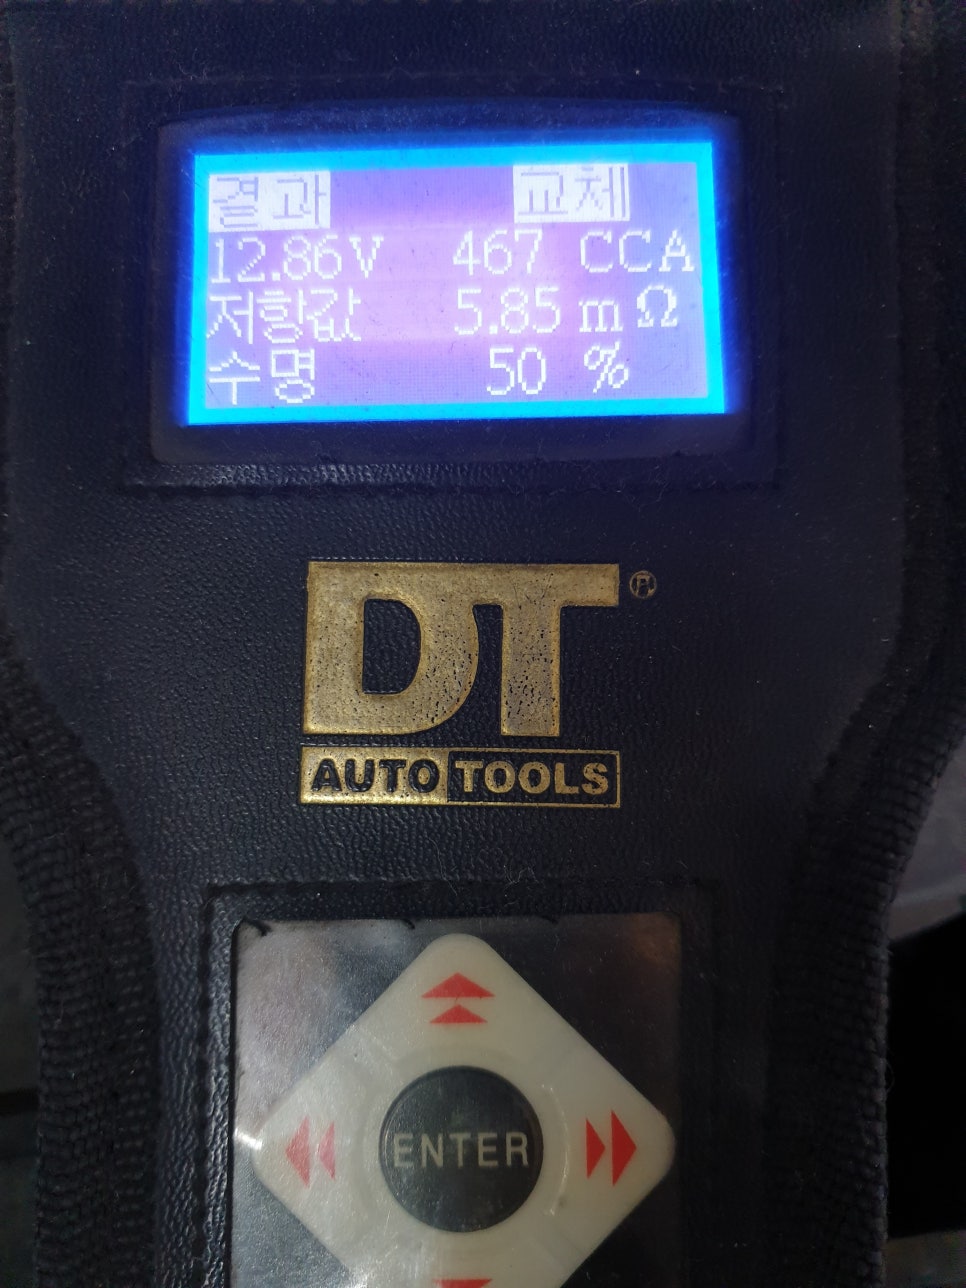 결과 교체
12.86V 467 CCA
저항값 5.85 mΩ
수명 50 %
DT®
AUTO TOOLS
ENTER